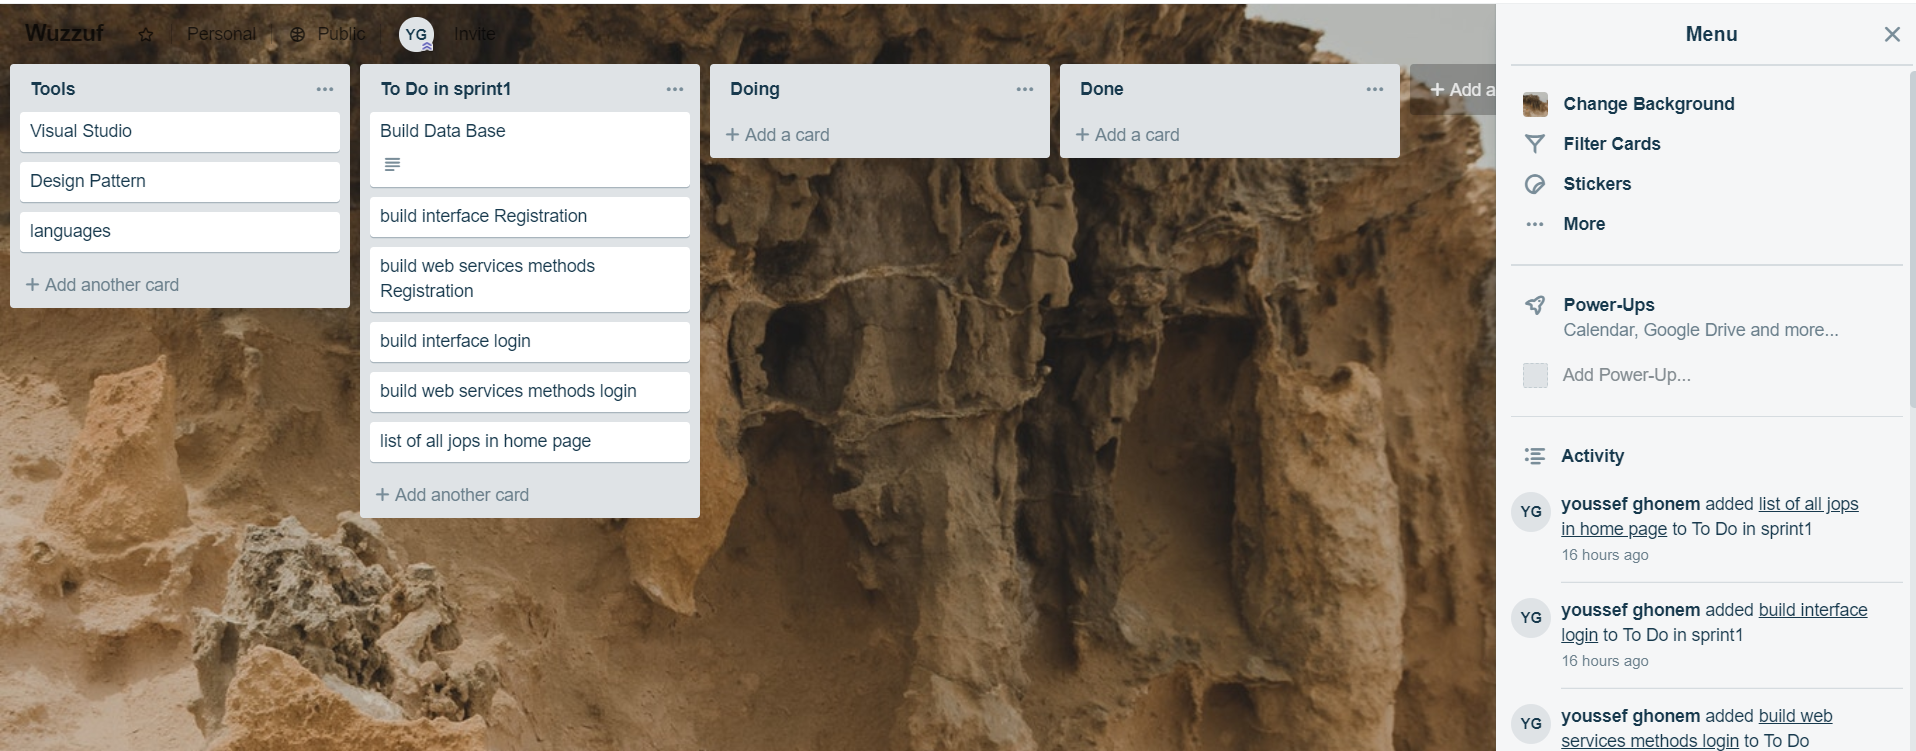 Wuzzuf Personal Public YG Invite
Tools
Visual Studio
Design Pattern
languages
+ Add another card
To Do in sprint1
Build Data Base
build interface Registration
build web services methods
Registration
build interface login
build web services methods login
list of all jops in home page
+ Add another card
Doing
+ Add a card
Done
+ Add a card
+ Add a
Menu
Change Background
Filter Cards
Stickers
More
Power-Ups
Calendar, Google Drive and more...
Add Power-Up...
Activity
YG
youssef ghonem added list of all jops
in home page to To Do in sprint1
16 hours ago
YG
youssef ghonem added build interface
login to To Do in sprint1
16 hours ago
YG
youssef ghonem added build web
services methods login to To Do